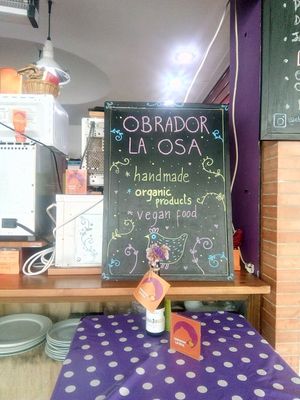 OBRADOR
LA OSA
* handmade
* organic
products
* vegan food